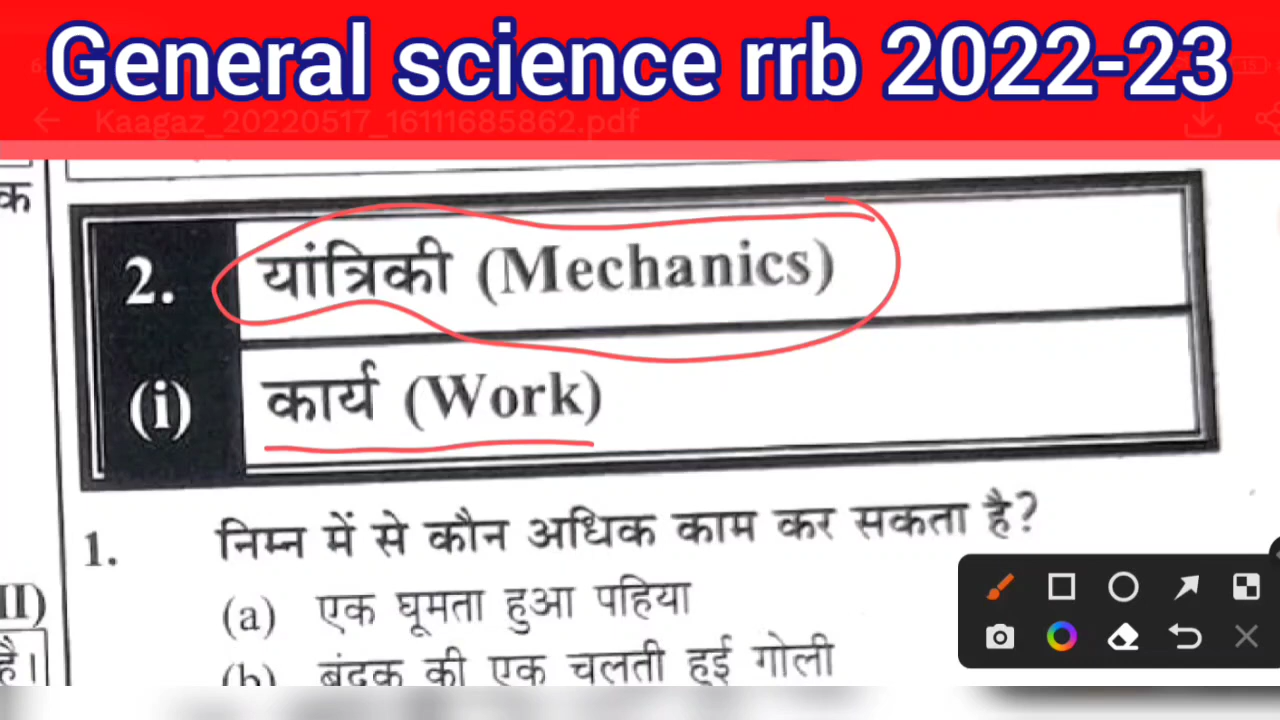 General science rrb 2022-23
Kaagaz_20220517_16111685862.pdf
क
2. यांत्रिकी (Mechanics)
(i) कार्य (Work)
1. निम्न में से कौन अधिक काम कर सकता है?
(a) एक घूमता हुआ पहिया
II)
(b) बंदूक की एक चलती हुई गोली
है।